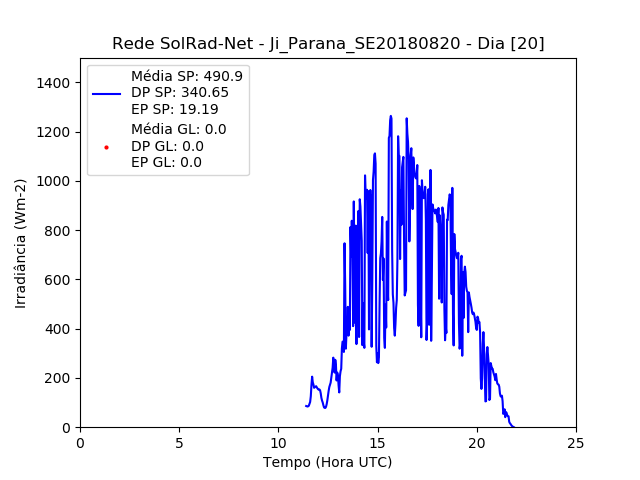 Rede SolRad-Net - Ji_Parana_SE20180820 - Dia [20]
Média SP: 490.9
DP SP: 340.65
EP SP: 19.19
Média GL: 0.0
DP GL: 0.0
EP GL: 0.0
1400
1200
1000
800
600
400
200
0
Irradiância (Wm-2)
0 5 10 15 20 25
Tempo (Hora UTC)